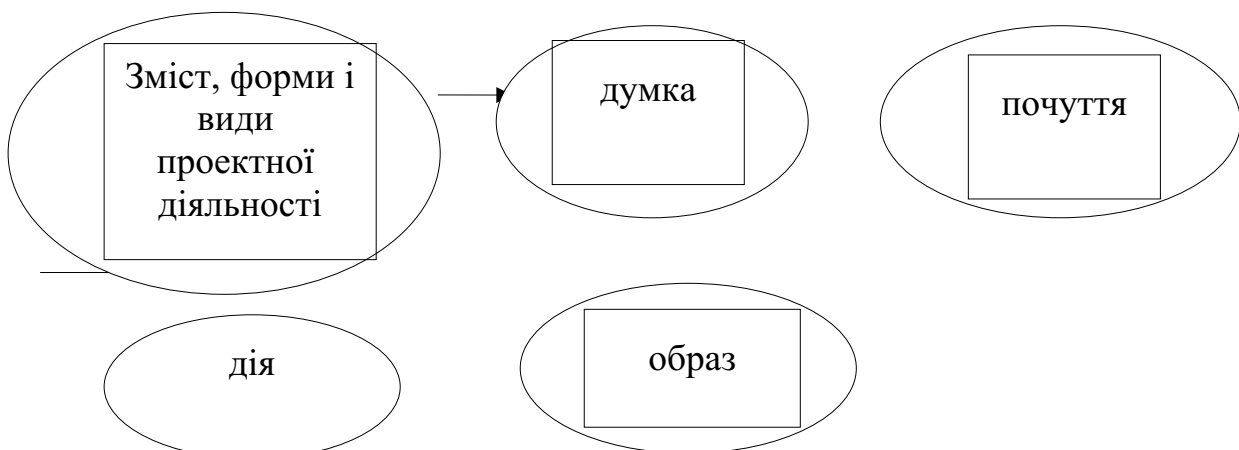 Зміст, форми і
види
проектної
діяльності
думка
почуття
дія
образ